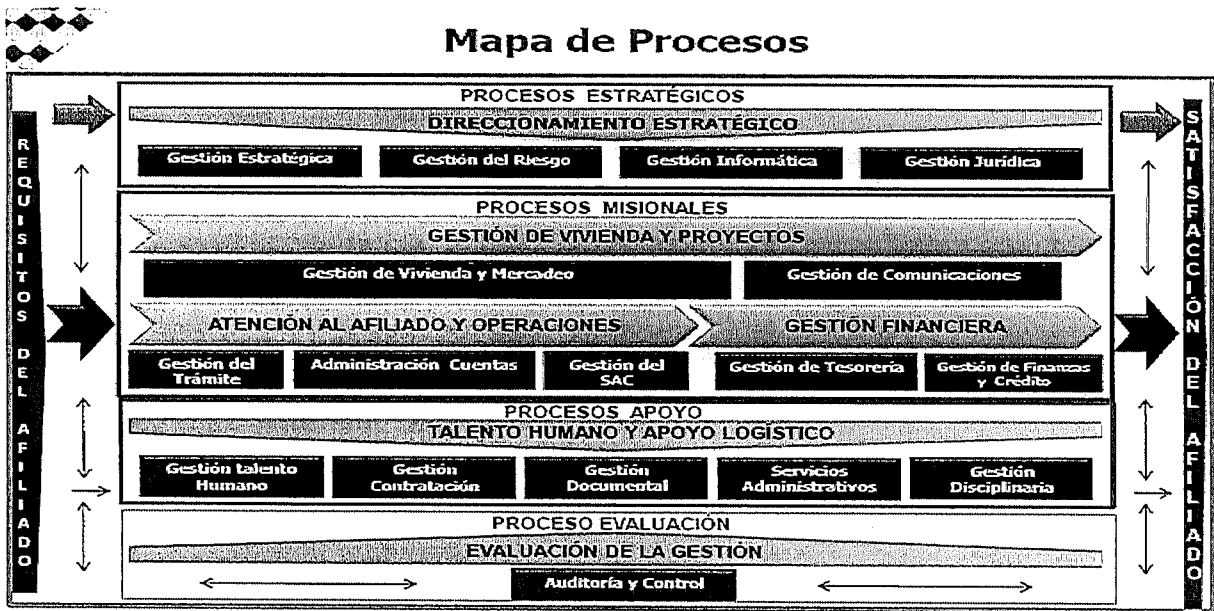 Mapa de Procesos
REQUISITOS DEL AFILIADO
PROCESOS ESTRATÉGICOS
DIRECCIONAMIENTO ESTRATÉGICO
Gestión Estratégica
Gestión del Riesgo
Gestión Informática
Gestión Jurídica
PROCESOS MISIONALES
GESTIÓN DE VIVIENDA Y PROYECTOS
Gestión de Vivienda y Mercadeo
Gestión de Comunicaciones
ATENCIÓN AL AFILIADO Y OPERACIONES
GESTIÓN FINANCIERA
Gestión del
Trámite
Administración Cuentas
Gestión del
SAC
Gestión de Tesorería
Gestión de Finanzas
y Crédito
PROCESOS APOYO
TALENTO HUMANO Y APOYO LOGÍSTICO
Gestión talento
Humano
Gestión
Contratación
Gestión
Documental
Servicios
Administrativos
Gestión
Disciplinaria
PROCESO EVALUACIÓN
EVALUACIÓN DE LA GESTIÓN
Auditoría y Control
SATISFACCIÓN DEL AFILIADO